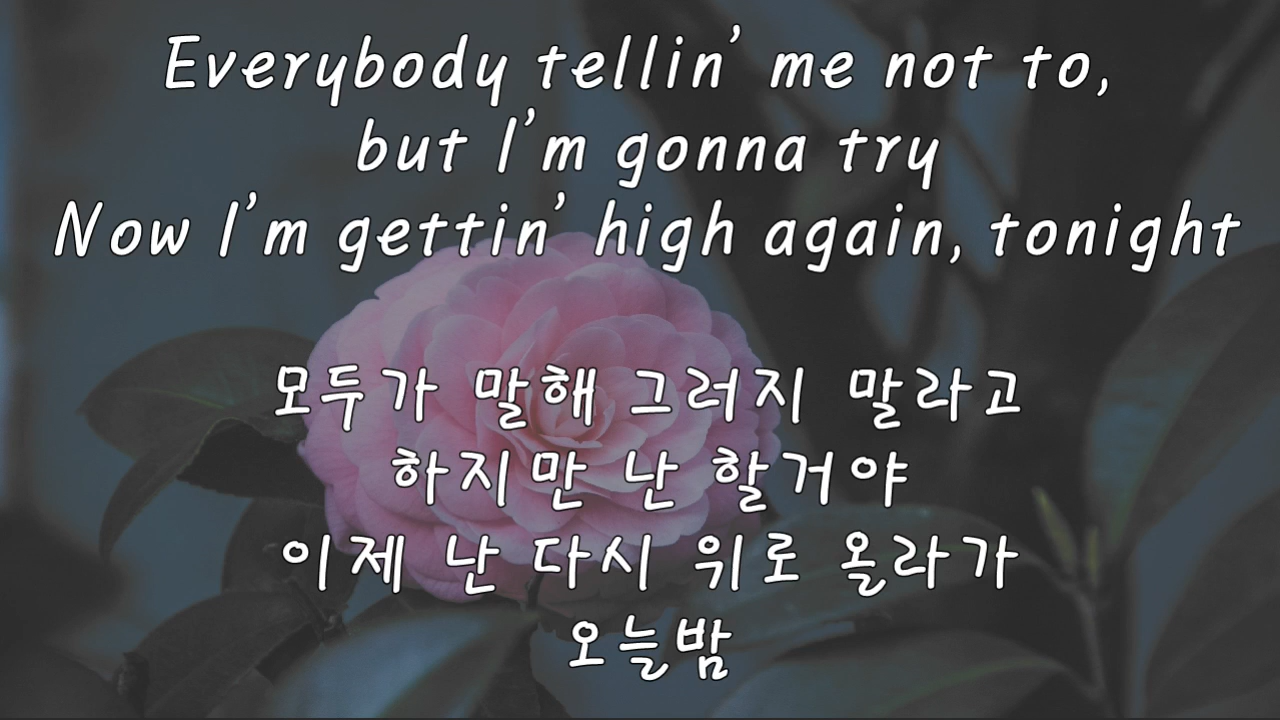 Everybody tellin' me not to,
but I'm gonna try
Now I'm gettin' high again, tonight
모두가 말해 그러지 말라고
하지만 난 할거야
이제 난 다시 위로 올라가
오늘밤